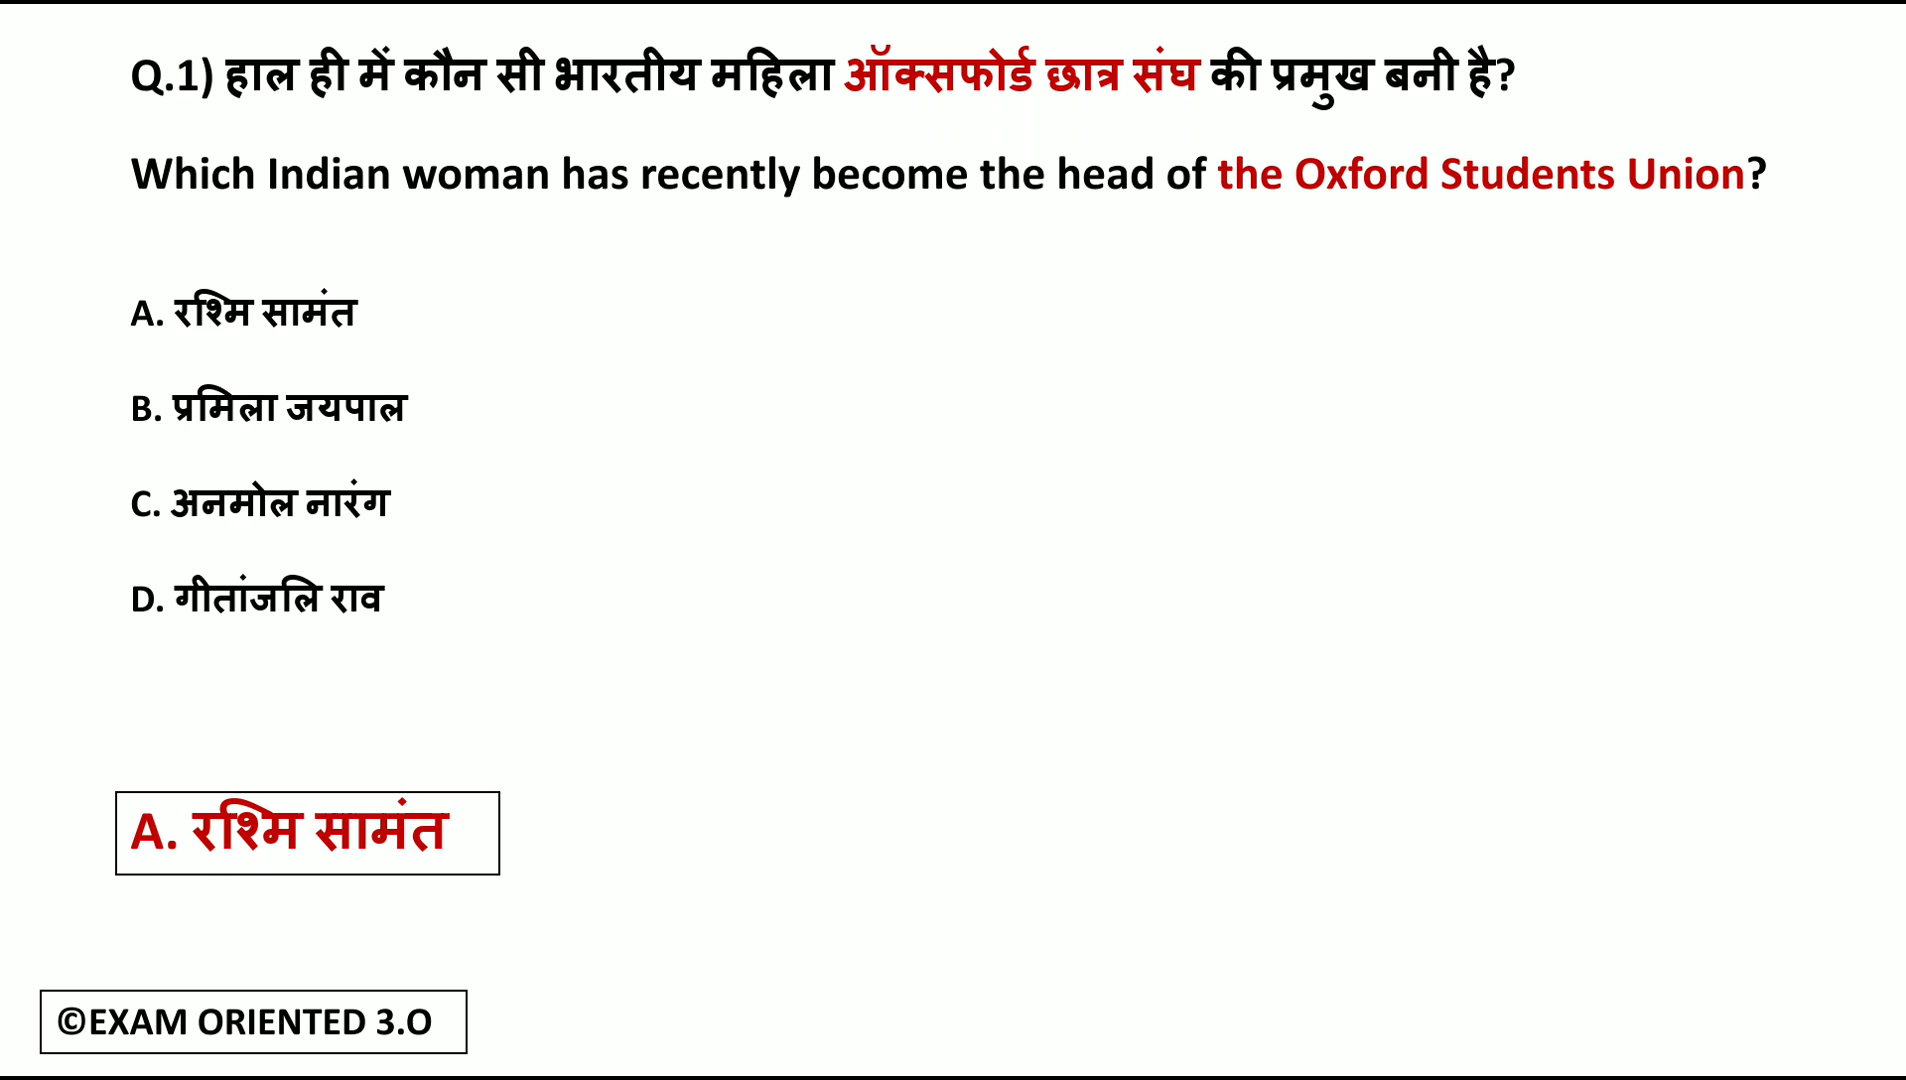 Q.1) हाल ही में कौन सी भारतीय महिला ऑक्सफोर्ड छात्र संघ की प्रमुख बनी है?
Which Indian woman has recently become the head of the Oxford Students Union?
A. रश्मि सामंत
B. प्रमिला जयपाल
C. अनमोल नारंग
D. गीतांजलि राव
A. रश्मि सामंत
©EXAM ORIENTED 3.O